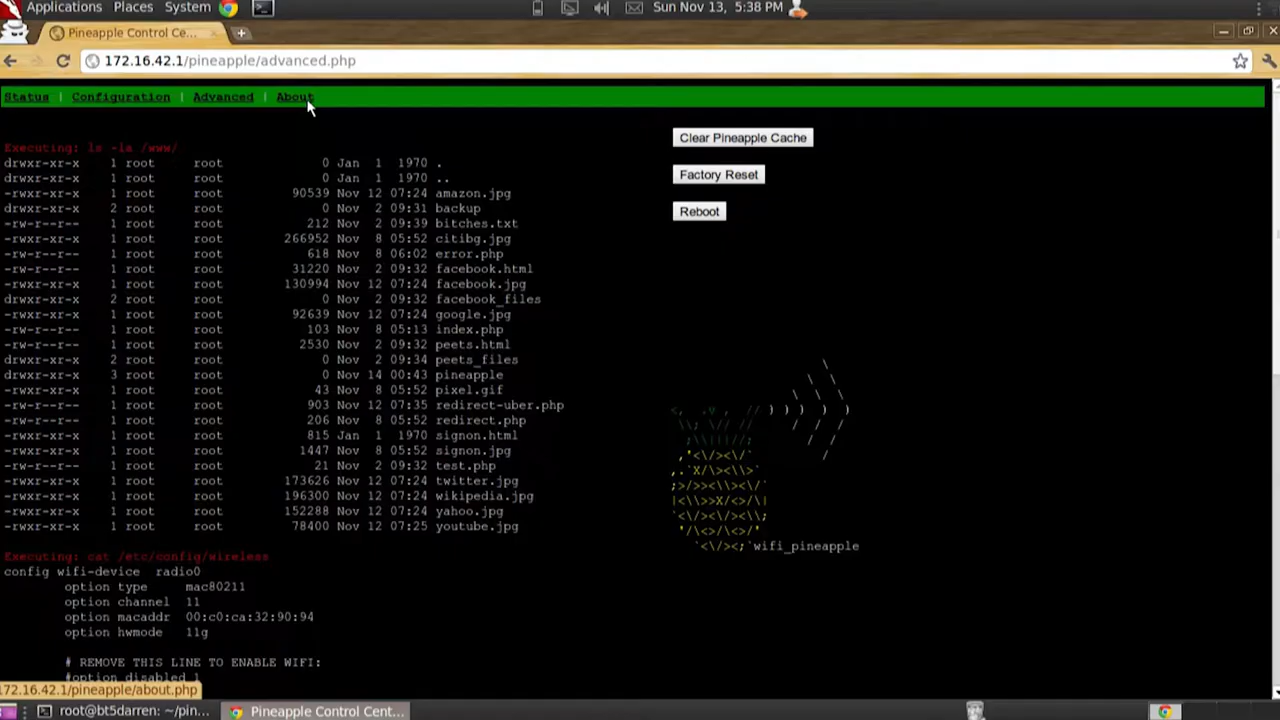 Applications Places System Sun Nov 13, 5:38 PM
Pineapple Control Ce...
172.16.42.1/pineapple/advanced.php
Status | Configuration | Advanced | About
Clear Pineapple Cache
Factory Reset
Reboot
Executing: ls -la /www/
drwxr-xr-x 1 root root 0 Jan 1 1970 .
drwxr-xr-x 1 root root 0 Jan 1 1970 ..
-rwxr-xr-x 1 root root 90539 Nov 12 07:24 amazon.jpg
drwxr-xr-x 2 root root 0 Nov 2 09:31 backup
-rw-r--r-- 1 root root 212 Nov 2 09:39 bitches.txt
-rwxr-xr-x 1 root root 266952 Nov 8 05:52 citibg.jpg
-rw-r--r-- 1 root root 618 Nov 8 06:02 error.php
-rw-r--r-- 1 root root 31220 Nov 2 09:32 facebook.html
-rwxr-xr-x 1 root root 130994 Nov 12 07:24 facebook.jpg
drwxr-xr-x 2 root root 0 Nov 2 09:32 facebook_files
-rwxr-xr-x 1 root root 92639 Nov 12 07:24 google.jpg
-rw-r--r-- 1 root root 103 Nov 8 05:13 index.php
-rw-r--r-- 1 root root 2530 Nov 2 09:32 peets.html
drwxr-xr-x 2 root root 0 Nov 2 09:34 peets_files
drwxr-xr-x 3 root root 0 Nov 14 00:43 pineapple
-rwxr-xr-x 1 root root 43 Nov 8 05:52 pixel.gif
-rw-r--r-- 1 root root 903 Nov 12 07:35 redirect-uber.php
-rw-r--r-- 1 root root 206 Nov 8 05:52 redirect.php
-rw-r--r-- 1 root root 815 Jan 1 1970 signon.html
-rwxr-xr-x 1 root root 1447 Nov 8 05:52 signon.jpg
-rw-r--r-- 1 root root 21 Nov 2 09:32 test.php
-rwxr-xr-x 1 root root 173626 Nov 12 07:24 twitter.jpg
-rwxr-xr-x 1 root root 196300 Nov 12 07:24 wikipedia.jpg
-rwxr-xr-x 1 root root 152288 Nov 12 07:24 yahoo.jpg
-rwxr-xr-x 1 root root 78400 Nov 12 07:25 youtube.jpg
wifi_pineapple
Executing: cat /etc/config/wireless
config wifi-device radio0
option type mac80211
option channel 11
option macaddr 00:c0:ca:32:90:94
option hwmode 11g
# REMOVE THIS LINE TO ENABLE WIFI:
#option disabled 1
172.16.42.1/pineapple/about.php
root@bt5darren: ~/pin... Pineapple Control Cent...